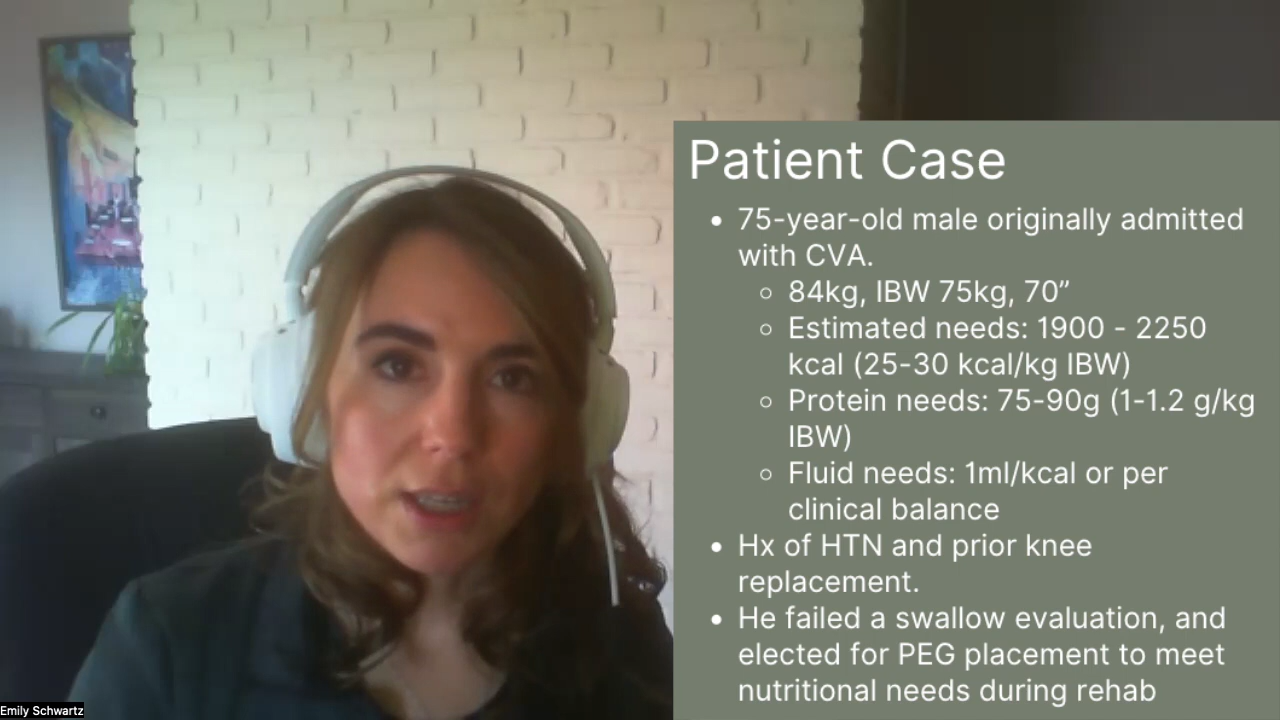 Patient Case
• 75-year-old male originally admitted
with CVA.
○ 84kg, IBW 75kg, 70”
○ Estimated needs: 1900 - 2250
kcal (25-30 kcal/kg IBW)
○ Protein needs: 75-90g (1-1.2 g/kg
IBW)
○ Fluid needs: 1ml/kcal or per
clinical balance
• Hx of HTN and prior knee
replacement.
• He failed a swallow evaluation, and
elected for PEG placement to meet
nutritional needs during rehab
Emily Schwartz